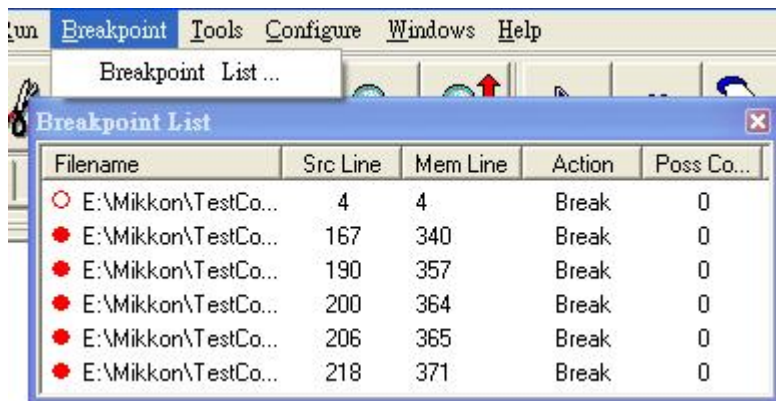 un Breakpoint Tools Configure Windows Help
Breakpoint List ...
Breakpoint List
Filename Src Line Mem Line Action Poss Co...
E:\Mikkon\TestCo... 4 4 Break 0
E:\Mikkon\TestCo... 167 340 Break 0
E:\Mikkon\TestCo... 190 357 Break 0
E:\Mikkon\TestCo... 200 364 Break 0
E:\Mikkon\TestCo... 206 365 Break 0
E:\Mikkon\TestCo... 218 371 Break 0